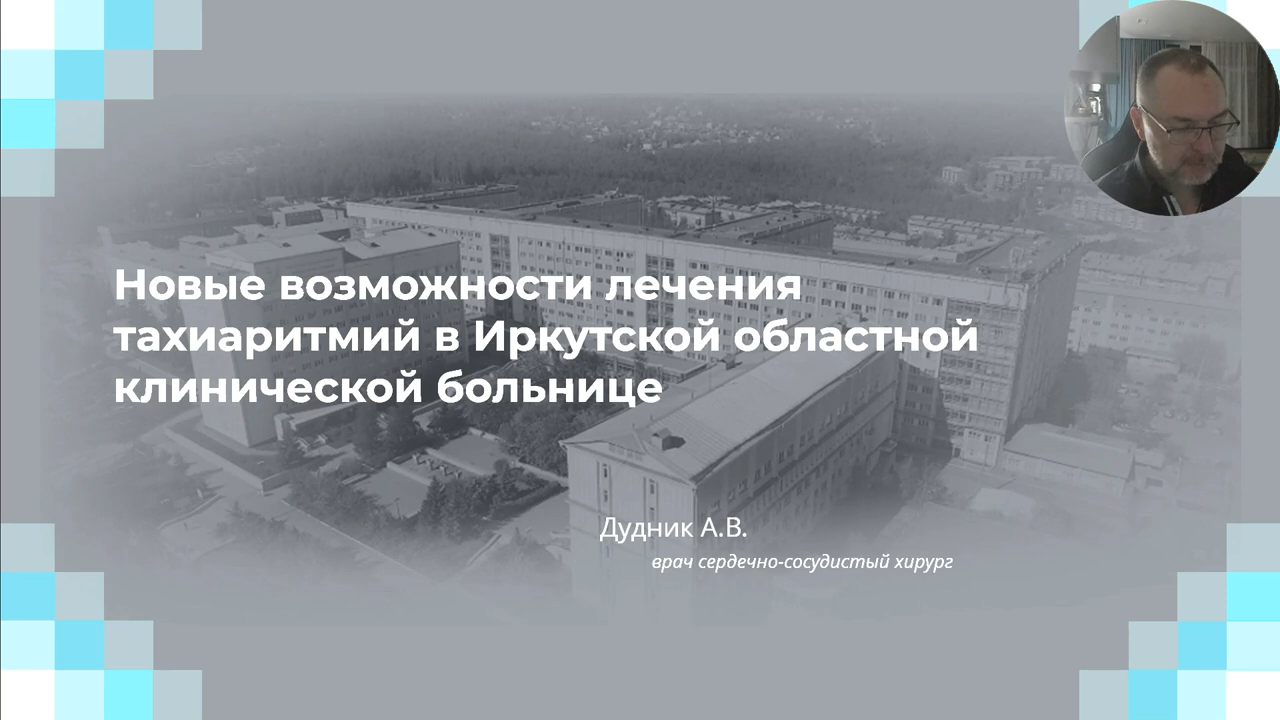 Новые возможности лечения
тахиаритмий в Иркутской областной
клинической больнице
Дудник А.В.
врач сердечно-сосудистый хирург